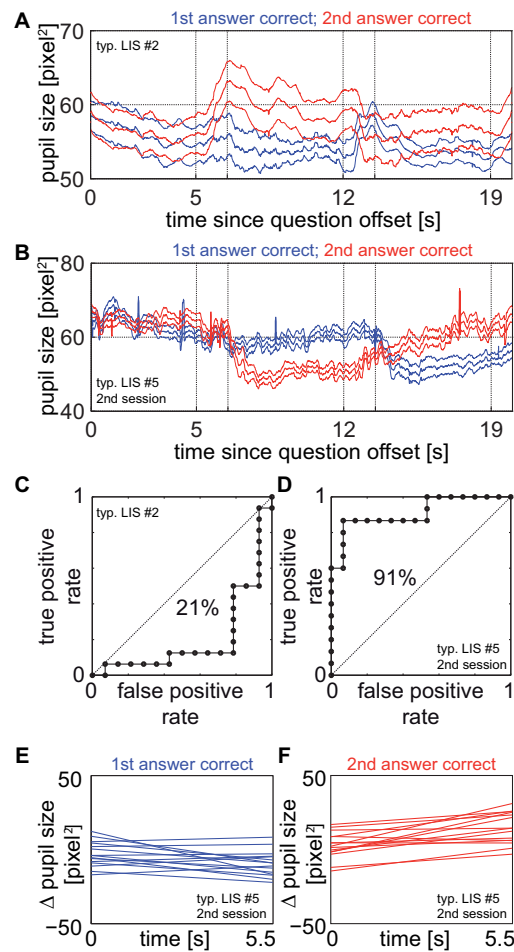 A
1st answer correct; 2nd answer correct
typ. LIS #2
pupil size [pixel²]
70
60
50
0
5
12
19
time since question offset [s]
B
1st answer correct; 2nd answer correct
pupil size [pixel²]
80
60
40
typ. LIS #5
2nd session
0
5
12
19
time since question offset [s]
C
typ. LIS #2
true positive
rate
1
0
21%
0
1
false positive
rate
D
true positive
rate
1
0
91%
typ. LIS #5
2nd session
0
1
false positive
rate
E
1st answer correct
Δ pupil size
[pixel²]
50
−50
typ. LIS #5
2nd session
0
5.5
time [s]
F
2nd answer correct
Δ pupil size
[pixel²]
50
−50
typ. LIS #5
2nd session
0
5.5
time [s]